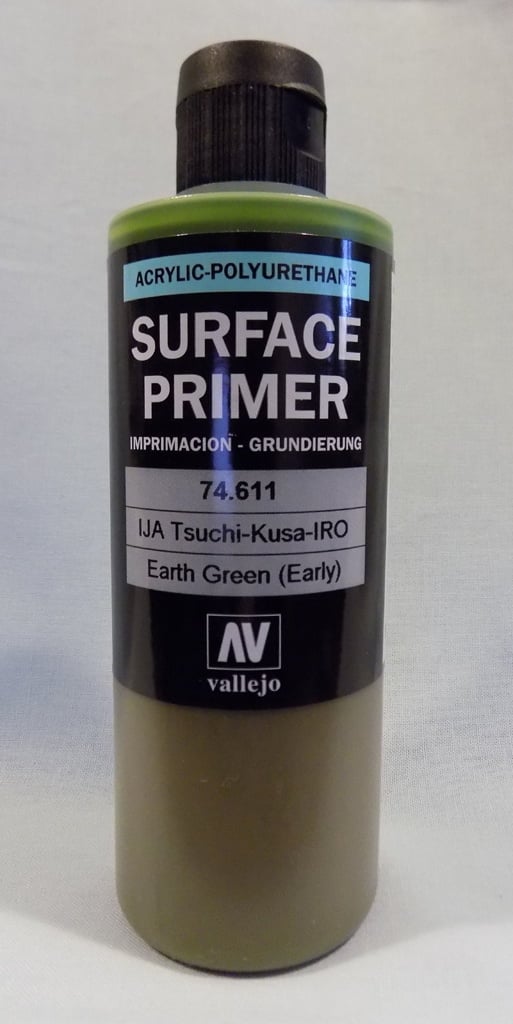 ACRYLIC-POLYURETHANE
SURFACE
PRIMER
IMPRIMACION - GRUNDIERUNG
74.611
IJA Tsuchi-Kusa-IRO
Earth Green (Early)
AV
vallejo